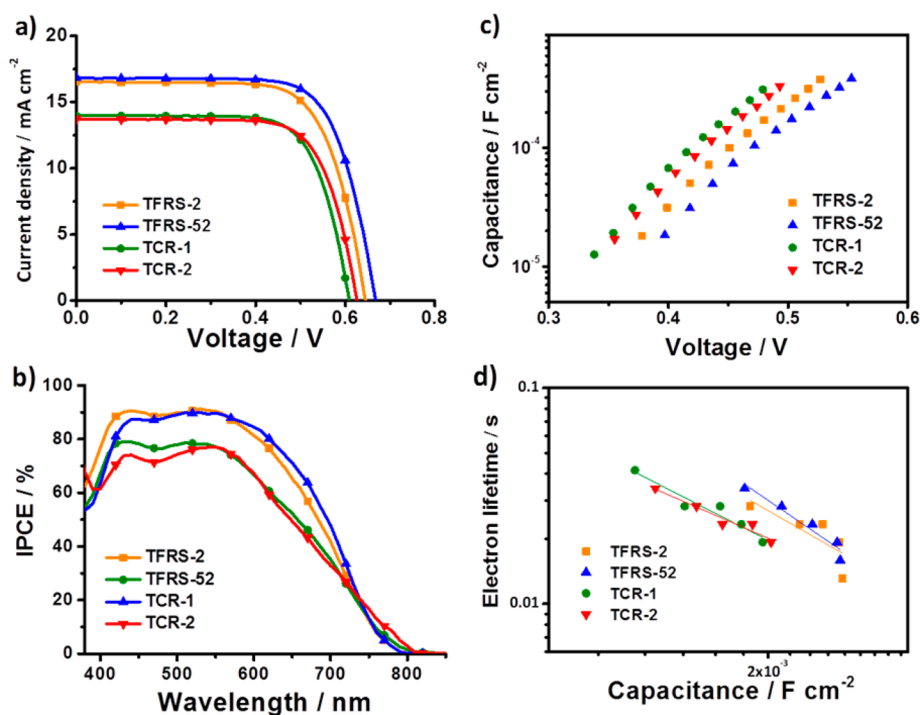 a)
Current density / mA cm⁻²
20
15
10
5
0
TFRS-2
TFRS-52
TCR-1
TCR-2
0.0 0.2 0.4 0.6 0.8
Voltage / V
b)
IPCE / %
100
80
60
40
20
0
TFRS-2
TFRS-52
TCR-1
TCR-2
400 500 600 700 800
Wavelength / nm
c)
Capacitance / F cm⁻²
10⁻⁴
10⁻⁵
TFRS-2
TFRS-52
TCR-1
TCR-2
0.3 0.4 0.5 0.6
Voltage / V
d)
Electron lifetime / s
0.1
0.01
TFRS-2
TFRS-52
TCR-1
TCR-2
2x10⁻³
Capacitance / F cm⁻²